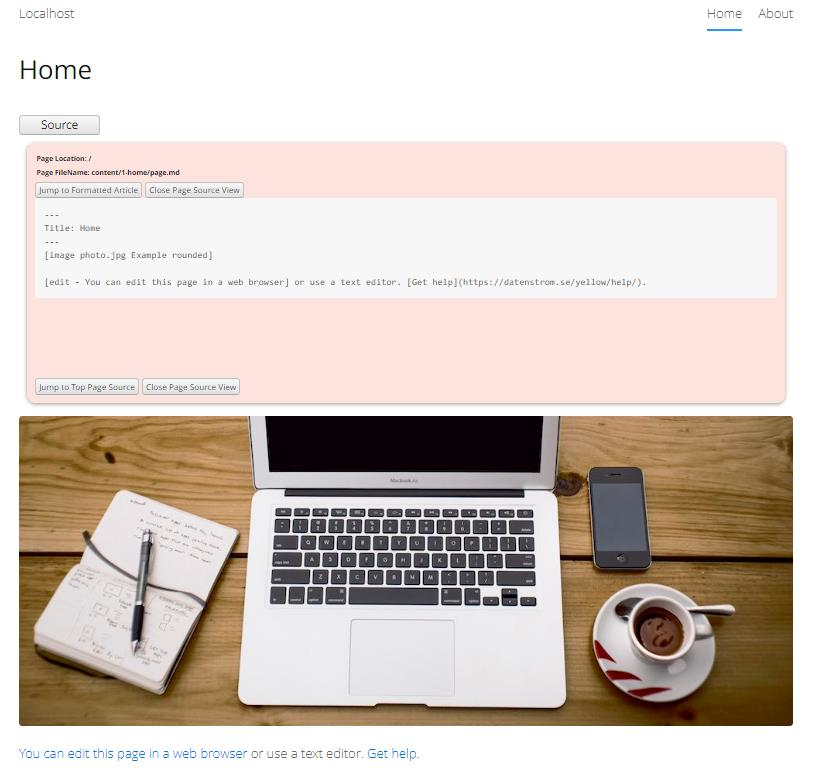 Localhost
Home About
Home
Source
Page Location: /
Page FileName: content/1-home/page.md
Jump to Formatted Article Close Page Source View
---
Title: Home
---
[image photo.jpg Example rounded]
[edit - You can edit this page in a web browser] or use a text editor. [Get help](https://datenstrom.se/yellow/help/).
Jump to Top Page Source Close Page Source View
MacBook Air
You can edit this page in a web browser or use a text editor. Get help.